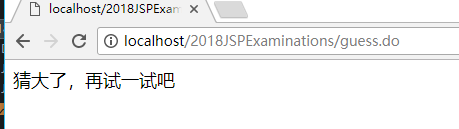 localhost/2018JSPExam
localhost/2018JSPExaminations/guess.do
猜大了，再试一试吧